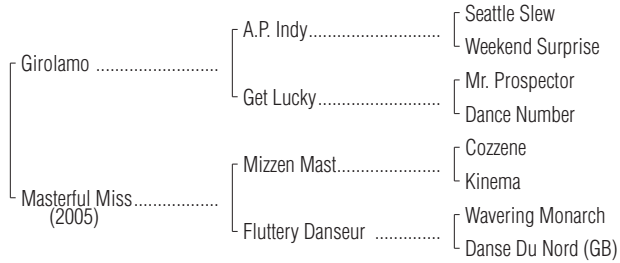 Seattle Slew
A.P. Indy
Weekend Surprise
Girolamo
Mr. Prospector
Get Lucky
Dance Number
Cozzene
Mizzen Mast
Kinema
Masterful Miss
(2005)
Wavering Monarch
Fluttery Danseur
Danse Du Nord (GB)